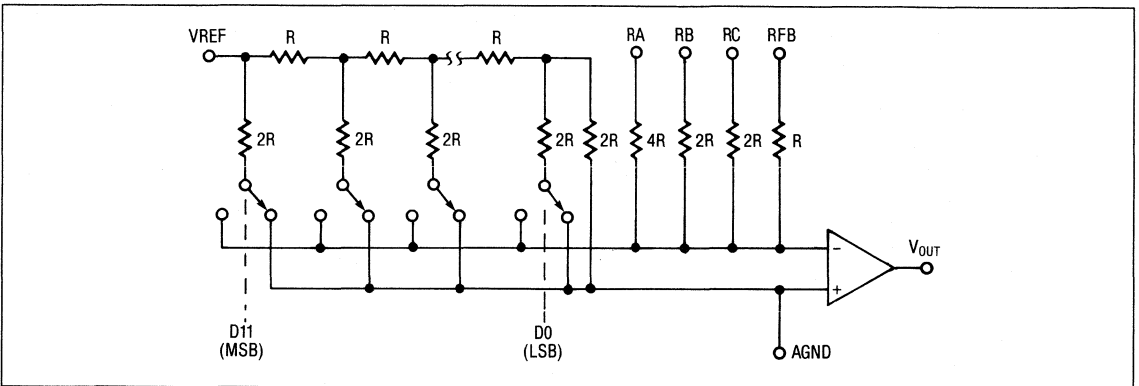 VREF R R R RA RB RC RFB
2R 2R 2R 2R 2R 4R 2R 2R R
−
VOUT
+
D11
(MSB)
D0
(LSB)
AGND